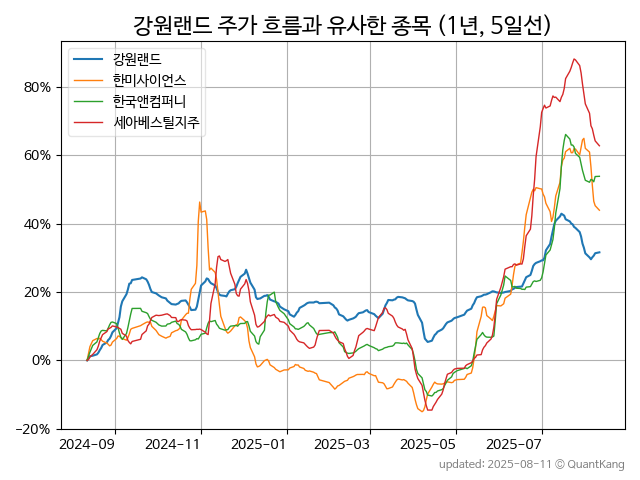 강원랜드 주가 흐름과 유사한 종목 (1년, 5일선)
강원랜드
한미사이언스
한국앤컴퍼니
세아베스틸지주
80%
60%
40%
20%
0%
−20%
2024-09 2024-11 2025-01 2025-03 2025-05 2025-07
updated: 2025-08-11 © QuantKang